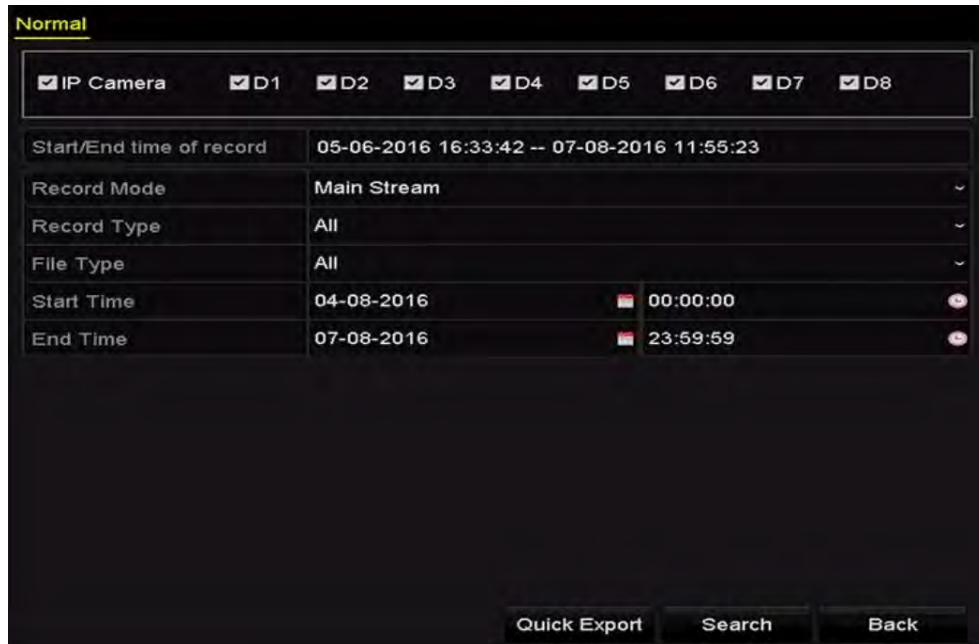 Normal
IP Camera D1 D2 D3 D4 D5 D6 D7 D8
Start/End time of record 05-06-2016 16:33:42 -- 07-08-2016 11:55:23
Record Mode Main Stream
Record Type All
File Type All
Start Time 04-08-2016 00:00:00
End Time 07-08-2016 23:59:59
Quick Export Search Back